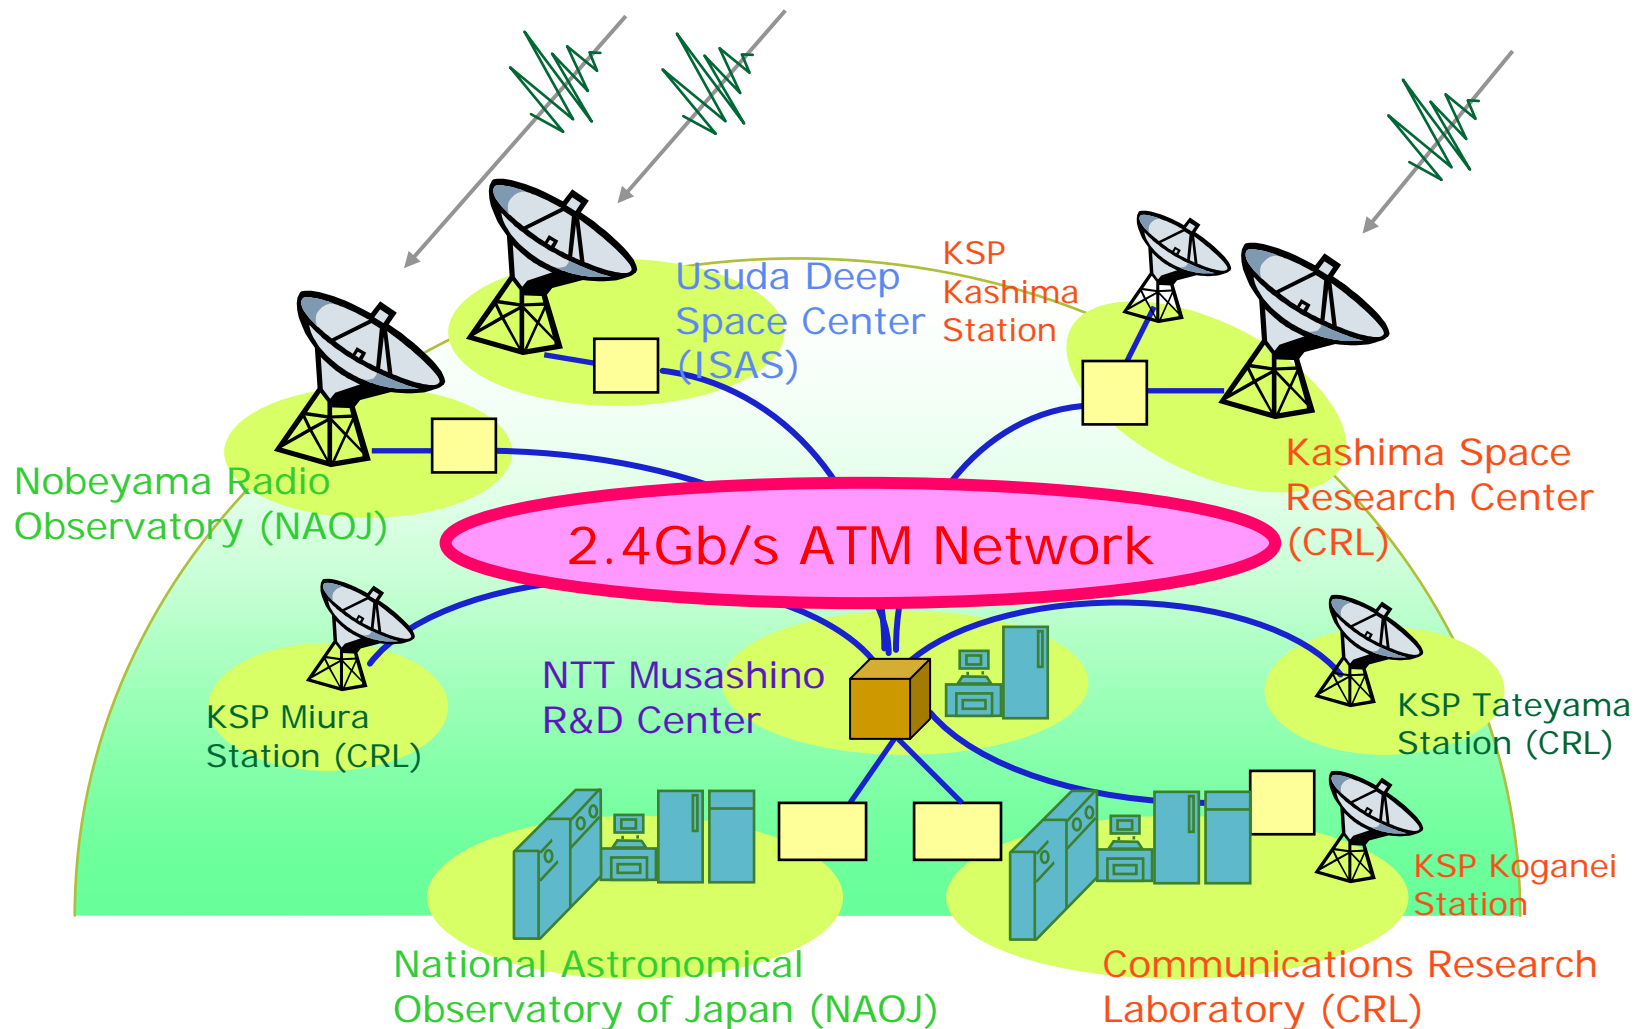 KSP
Kashima
Station
Usuda Deep
Space Center
(ISAS)
Kashima Space
Research Center
(CRL)
Nobeyama Radio
Observatory (NAOJ)
2.4Gb/s ATM Network
NTT Musashino
R&D Center
KSP Miura
Station (CRL)
KSP Tateyama
Station (CRL)
KSP Koganei
Station
National Astronomical
Observatory of Japan (NAOJ)
Communications Research
Laboratory (CRL)